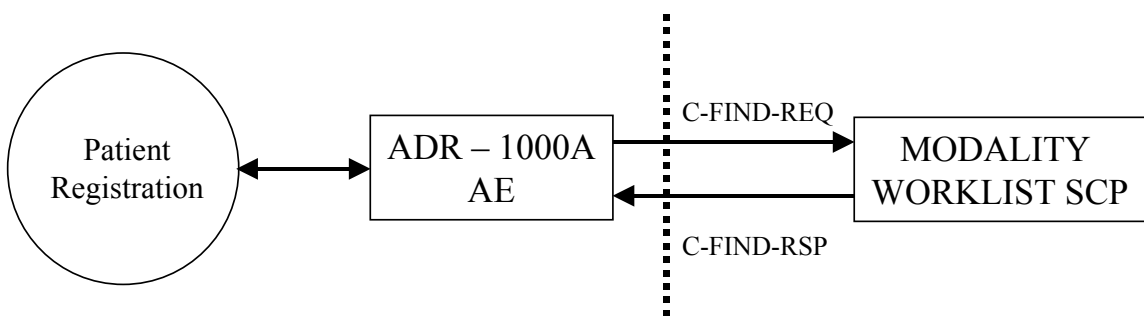 Patient
Registration
ADR – 1000A
AE
C-FIND-REQ
C-FIND-RSP
MODALITY
WORKLIST SCP